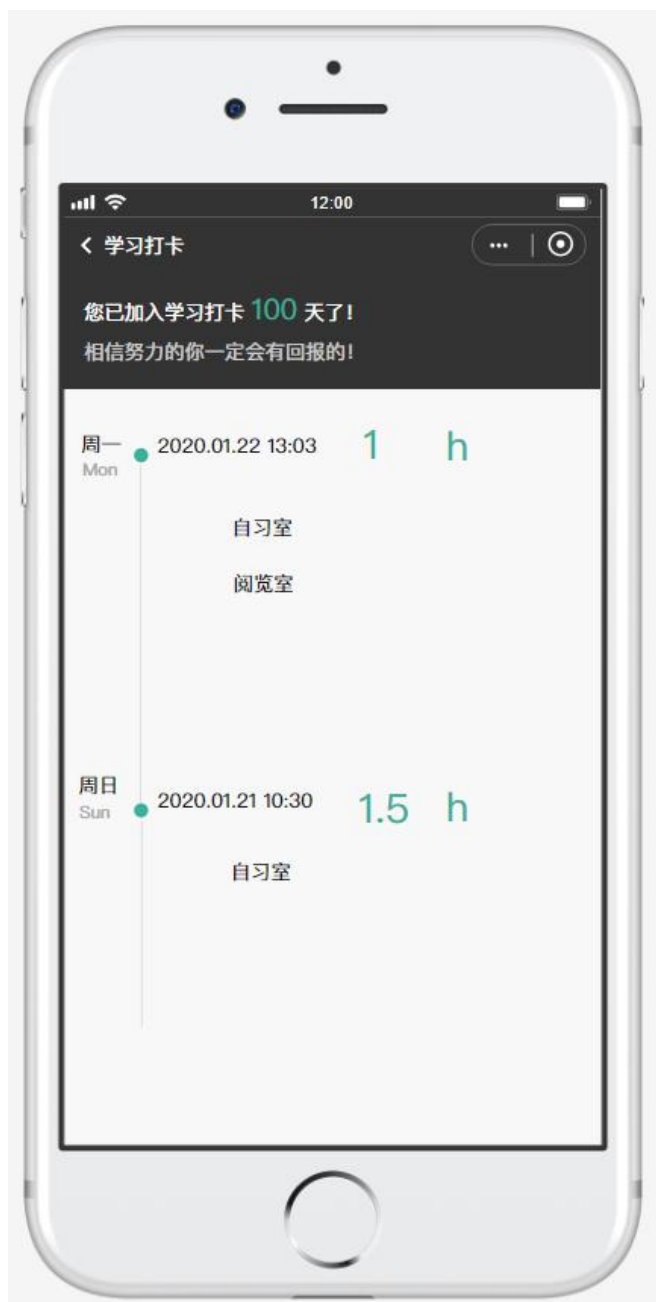 12:00
学习打卡
您已加入学习打卡 100 天了!
相信努力的你一定会有回报的!
周一 2020.01.22 13:03 1 h
Mon
自习室
阅览室
周日 2020.01.21 10:30 1.5 h
Sun
自习室